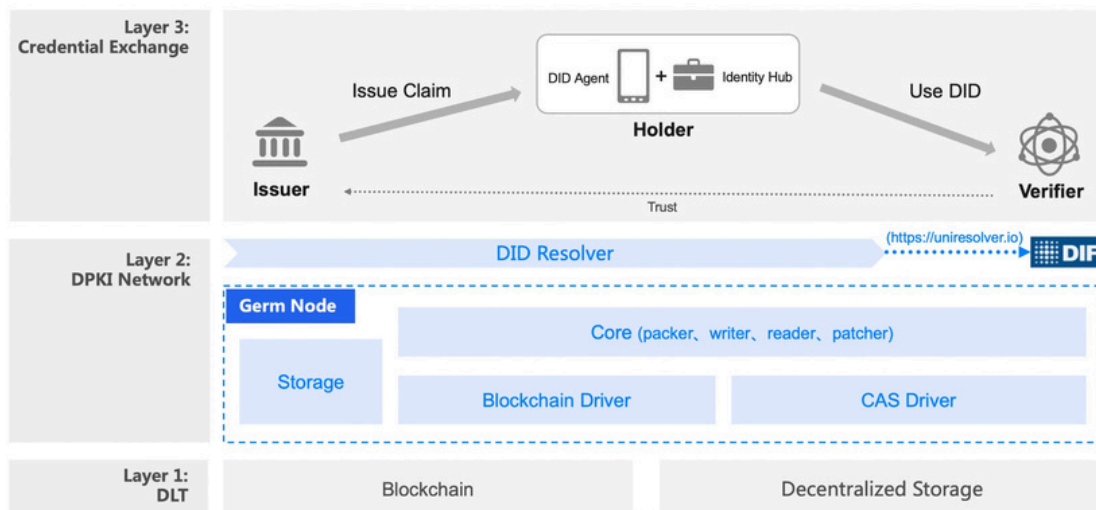 Layer 3:
Credential Exchange
DID Agent
+
Identity Hub
Holder
Issue Claim
Use DID
Issuer
Verifier
Trust
Layer 2:
DPKI Network
DID Resolver
(https://uniresolver.io)
DIF
Germ Node
Storage
Core (packer、writer、reader、patcher)
Blockchain Driver
CAS Driver
Layer 1:
DLT
Blockchain
Decentralized Storage